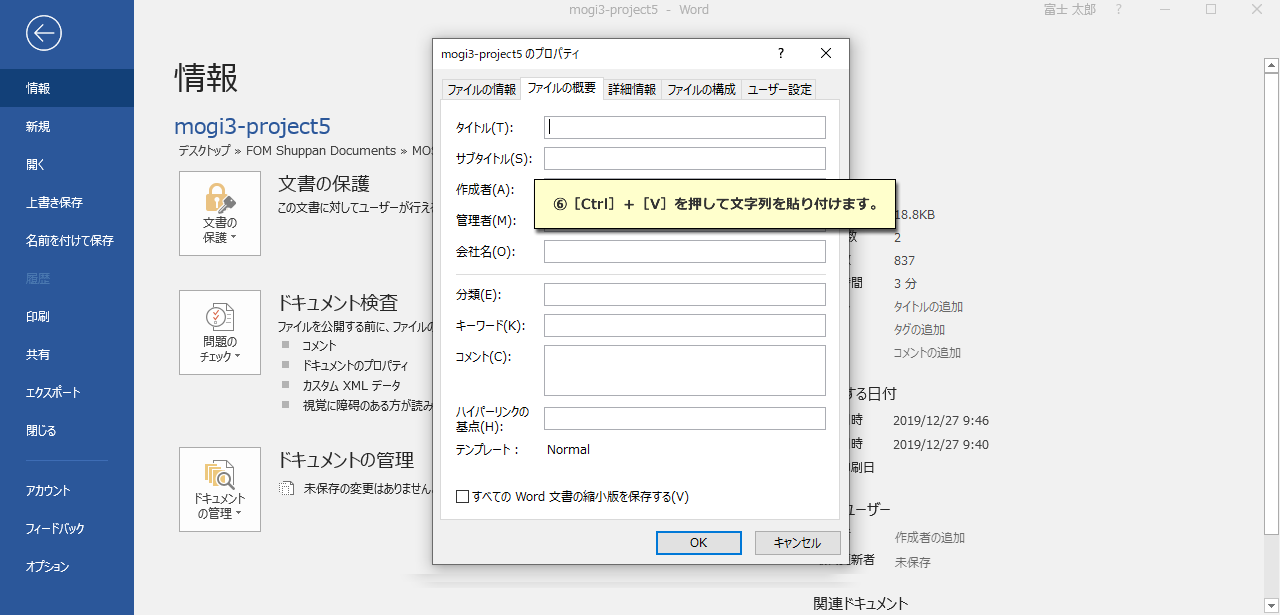 mogi3-project5 - Word
富士 太郎
?
情報
新規
開く
上書き保存
名前を付けて保存
履歴
印刷
共有
エクスポート
閉じる
アカウント
フィードバック
オプション
情報
mogi3-project5
デスクトップ » FOM Shuppan Documents » MO
文書の保護
この文書に対してユーザーが行え
文書の
保護
ドキュメント検査
ファイルを公開する前に、ファイルの
コメント
ドキュメントのプロパティ
カスタム XML データ
視覚に障碍のある方が読み
問題の
チェック
ドキュメントの管理
未保存の変更はありません。
ドキュメント
の管理
mogi3-project5 のプロパティ
?
ファイルの情報
ファイルの概要
詳細情報
ファイルの構成
ユーザー設定
タイトル(T):
サブタイトル(S):
作成者(A):
管理者(M):
会社名(O):
分類(E):
キーワード(K):
コメント(C):
ハイパーリンクの
基点(H):
テンプレート: Normal
すべての Word 文書の縮小版を保存する(V)
OK
キャンセル
⑥［Ctrl］＋［V］を押して文字列を貼り付けます。
18.8KB
数 2
837
間 3 分
タイトルの追加
タグの追加
コメントの追加
する日付
時 2019/12/27 9:46
時 2019/12/27 9:40
刷日
ユーザー
作成者の追加
新者 未保存
関連ドキュメント